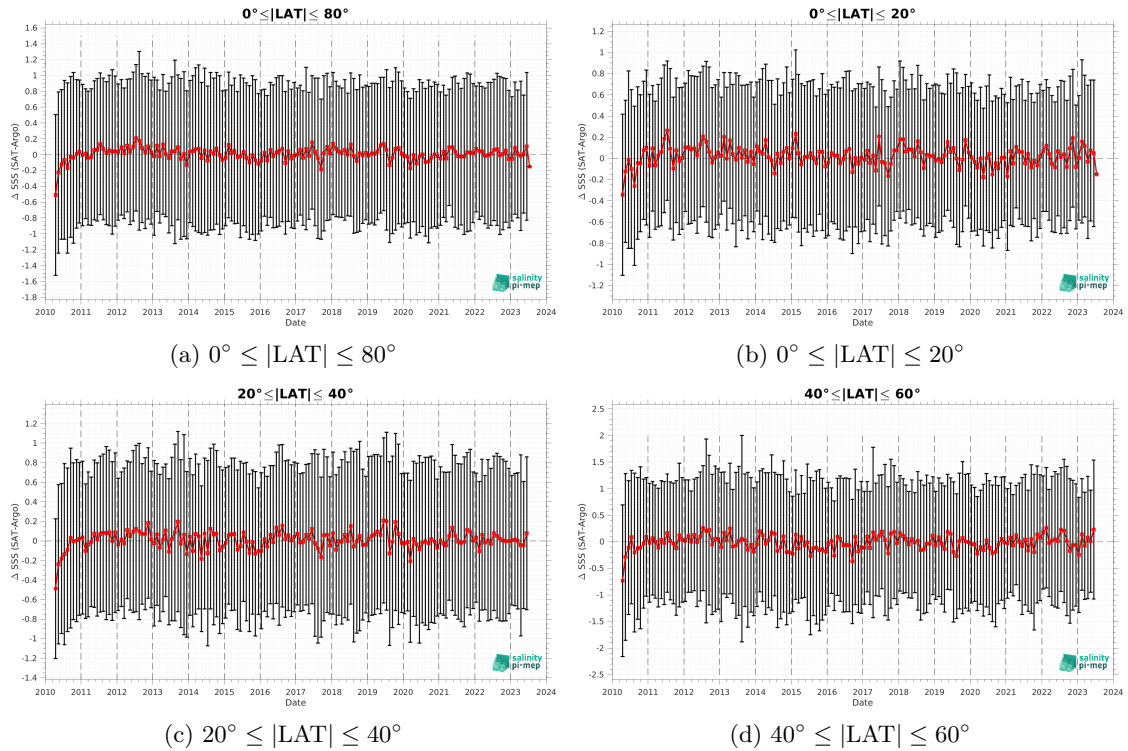 0°≤|LAT|≤ 80°
Δ SSS (SAT-Argo)
1.6
1.4
1.2
1
0.8
0.6
0.4
0.2
0
-0.2
-0.4
-0.6
-0.8
-1
-1.2
-1.4
-1.6
-1.8
salinity
pi-mep
2010 2011 2012 2013 2014 2015 2016 2017 2018 2019 2020 2021 2022 2023 2024
Date
(a) 0° ≤ |LAT| ≤ 80°
0°≤|LAT|≤ 20°
Δ SSS (SAT-Argo)
1.2
1
0.8
0.6
0.4
0.2
0
-0.2
-0.4
-0.6
-0.8
-1
-1.2
salinity
pi-mep
2010 2011 2012 2013 2014 2015 2016 2017 2018 2019 2020 2021 2022 2023 2024
Date
(b) 0° ≤ |LAT| ≤ 20°
20°≤|LAT|≤ 40°
Δ SSS (SAT-Argo)
1.2
1
0.8
0.6
0.4
0.2
0
-0.2
-0.4
-0.6
-0.8
-1
-1.2
-1.4
salinity
pi-mep
2010 2011 2012 2013 2014 2015 2016 2017 2018 2019 2020 2021 2022 2023 2024
Date
(c) 20° ≤ |LAT| ≤ 40°
40°≤|LAT|≤ 60°
Δ SSS (SAT-Argo)
2.5
2
1.5
1
0.5
0
-0.5
-1
-1.5
-2
-2.5
salinity
pi-mep
2010 2011 2012 2013 2014 2015 2016 2017 2018 2019 2020 2021 2022 2023 2024
Date
(d) 40° ≤ |LAT| ≤ 60°